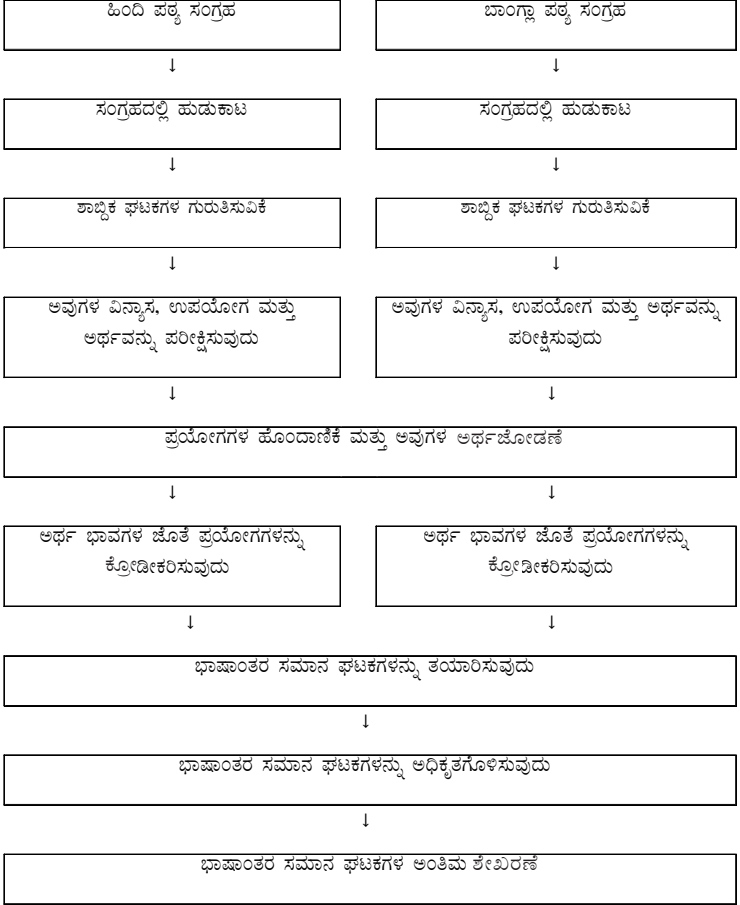 ಹಿಂದಿ ಪಠ್ಯ ಸಂಗ್ರಹ
ಬಾಂಗ್ಲಾ ಪಠ್ಯ ಸಂಗ್ರಹ
↓
↓
ಸಂಗ್ರಹದಲ್ಲಿ ಹುಡುಕಾಟ
ಸಂಗ್ರಹದಲ್ಲಿ ಹುಡುಕಾಟ
↓
↓
ಶಾಬ್ದಿಕ ಘಟಕಗಳ ಗುರುತಿಸುವಿಕೆ
ಶಾಬ್ದಿಕ ಘಟಕಗಳ ಗುರುತಿಸುವಿಕೆ
↓
↓
ಅವುಗಳ ವಿನ್ಯಾಸ, ಉಪಯೋಗ ಮತ್ತು
ಅರ್ಥವನ್ನು ಪರೀಕ್ಷಿಸುವುದು
ಅವುಗಳ ವಿನ್ಯಾಸ, ಉಪಯೋಗ ಮತ್ತು ಅರ್ಥವನ್ನು
ಪರೀಕ್ಷಿಸುವುದು
↓
↓
ಪ್ರಯೋಗಗಳ ಹೊಂದಾಣಿಕೆ ಮತ್ತು ಅವುಗಳ ಅರ್ಥಜೋಡಣೆ
↓
↓
ಅರ್ಥ ಭಾವಗಳ ಜೊತೆ ಪ್ರಯೋಗಗಳನ್ನು
ಕ್ರೋಡೀಕರಿಸುವುದು
ಅರ್ಥ ಭಾವಗಳ ಜೊತೆ ಪ್ರಯೋಗಗಳನ್ನು
ಕ್ರೋಡೀಕರಿಸುವುದು
↓
↓
ಭಾಷಾಂತರ ಸಮಾನ ಘಟಕಗಳನ್ನು ತಯಾರಿಸುವುದು
↓
ಭಾಷಾಂತರ ಸಮಾನ ಘಟಕಗಳನ್ನು ಅಧಿಕೃತಗೊಳಿಸುವುದು
↓
ಭಾಷಾಂತರ ಸಮಾನ ಘಟಕಗಳ ಅಂತಿಮ ಶೇಖರಣೆ